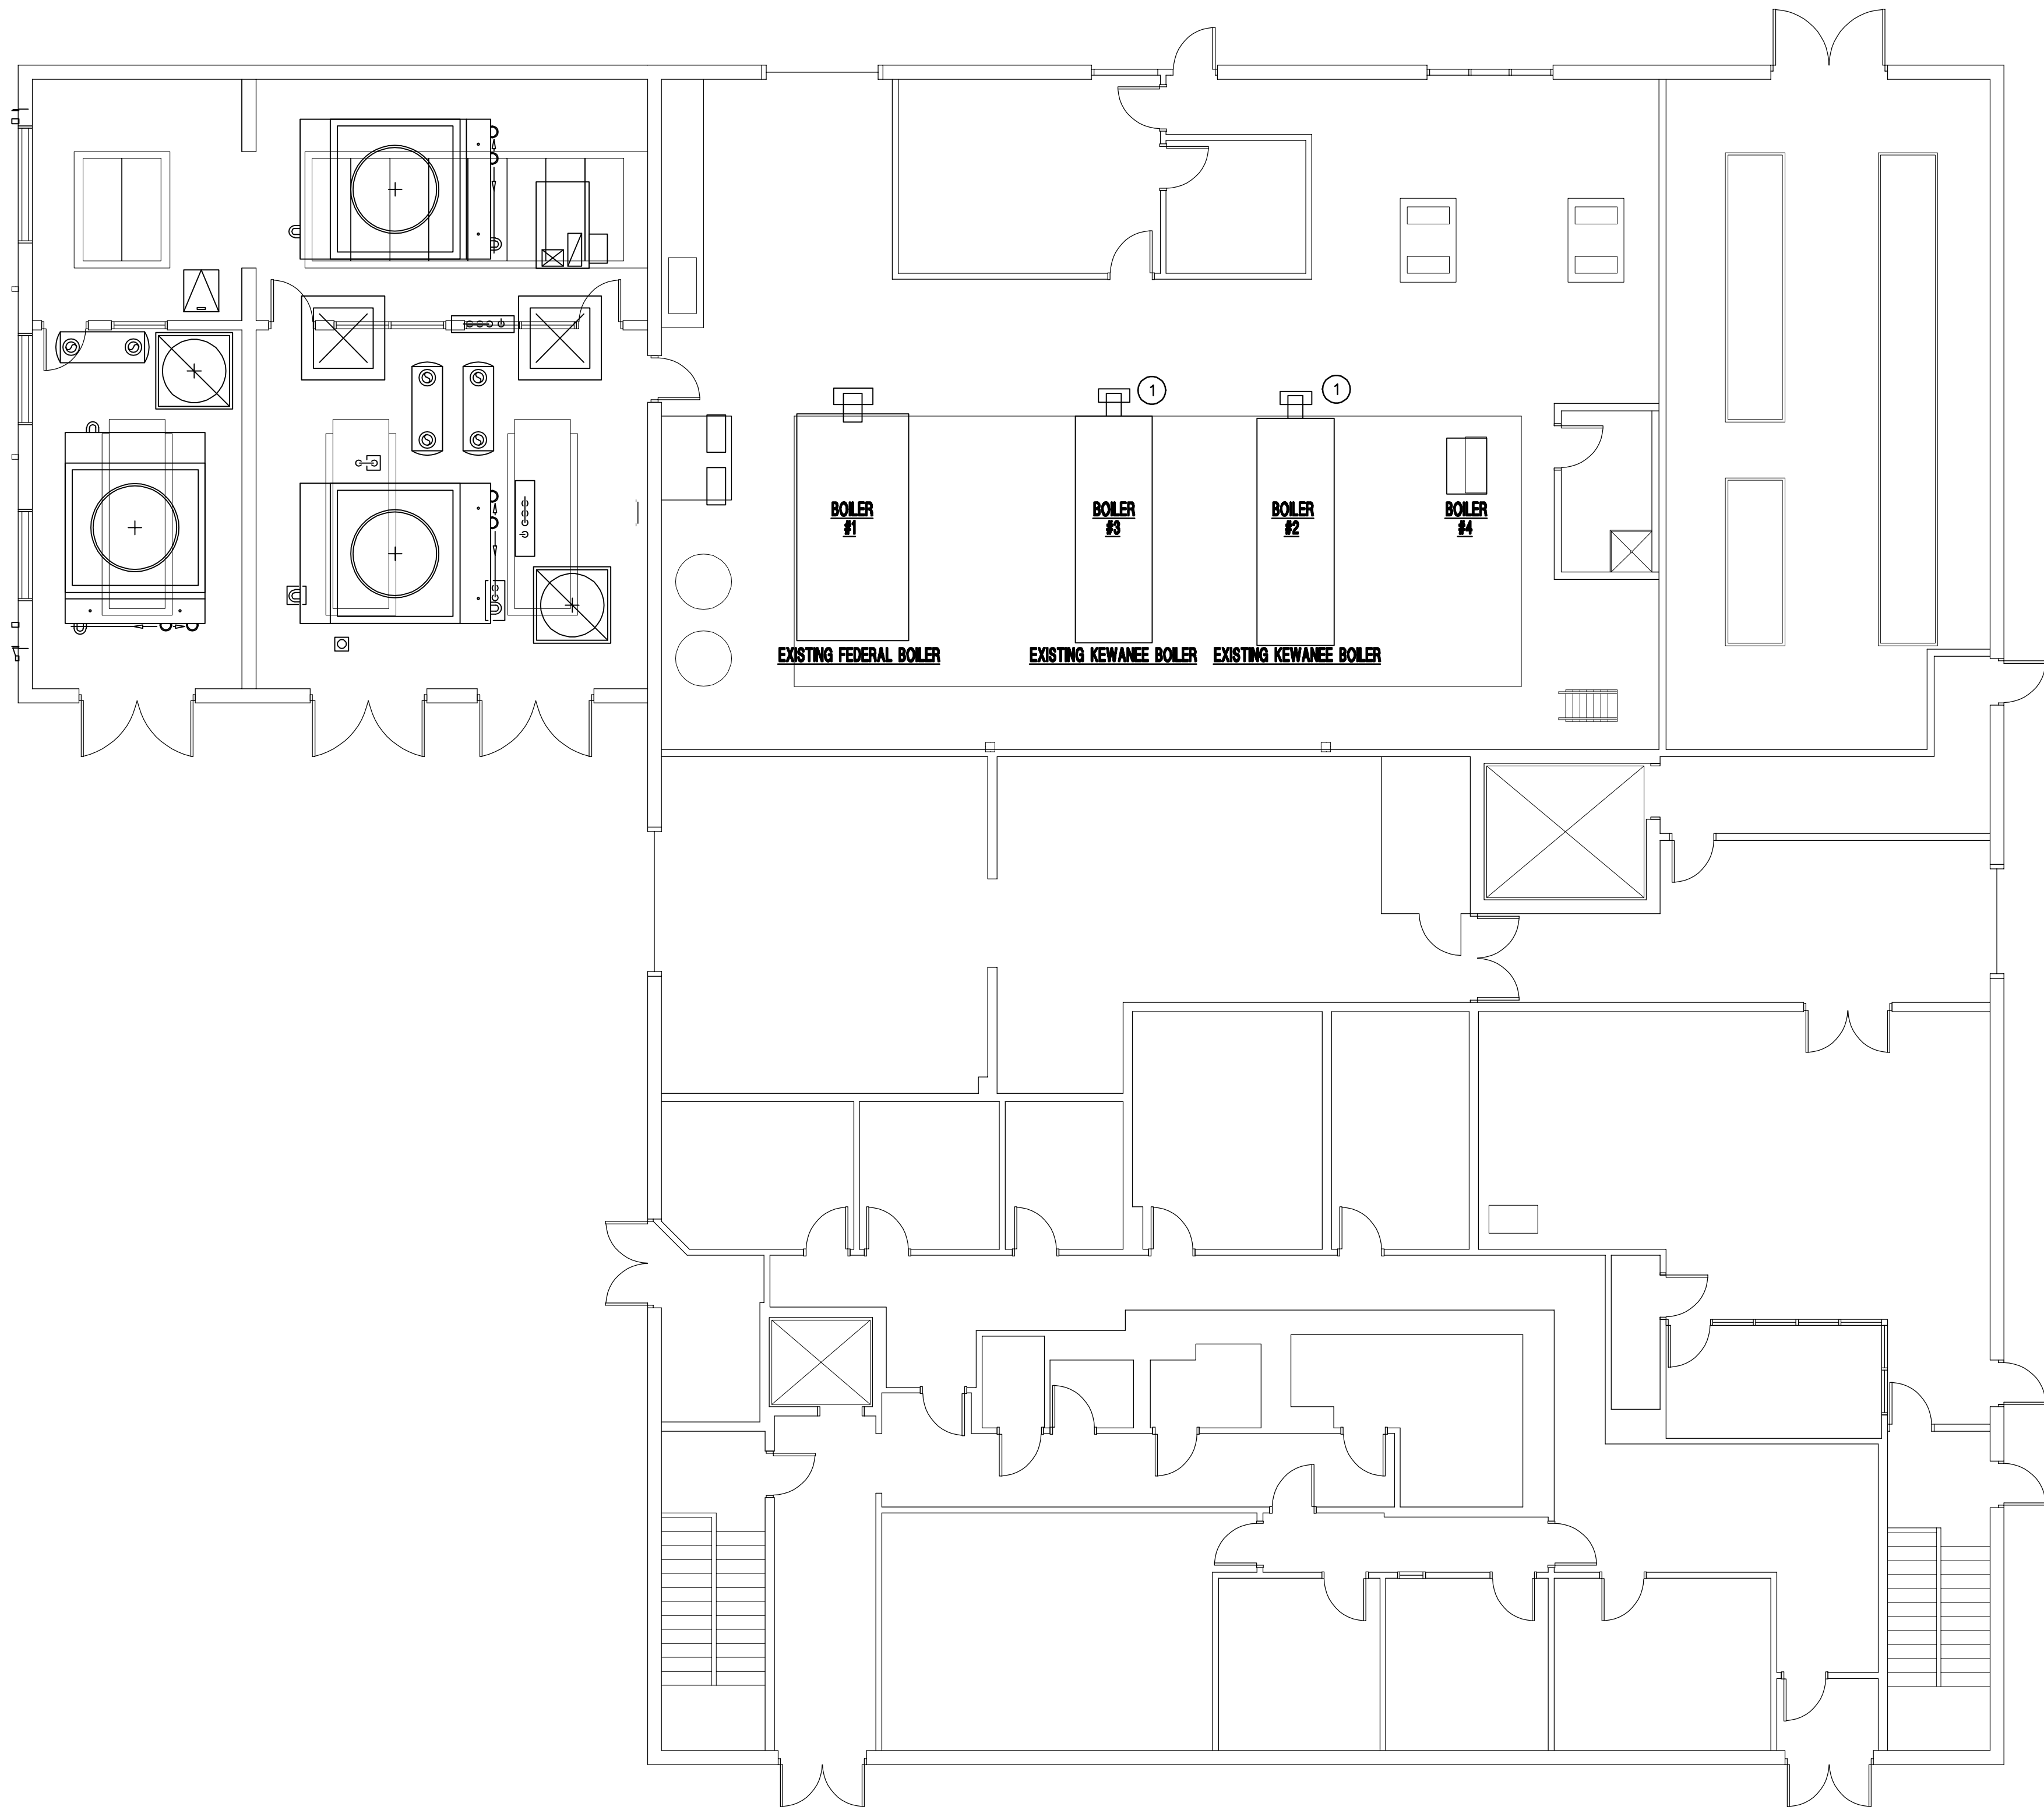 1
1
BOILER
#1
BOILER
#3
BOILER
#2
BOILER
#4
EXISTING FEDERAL BOILER
EXISTING KEWANEE BOILER
EXISTING KEWANEE BOILER